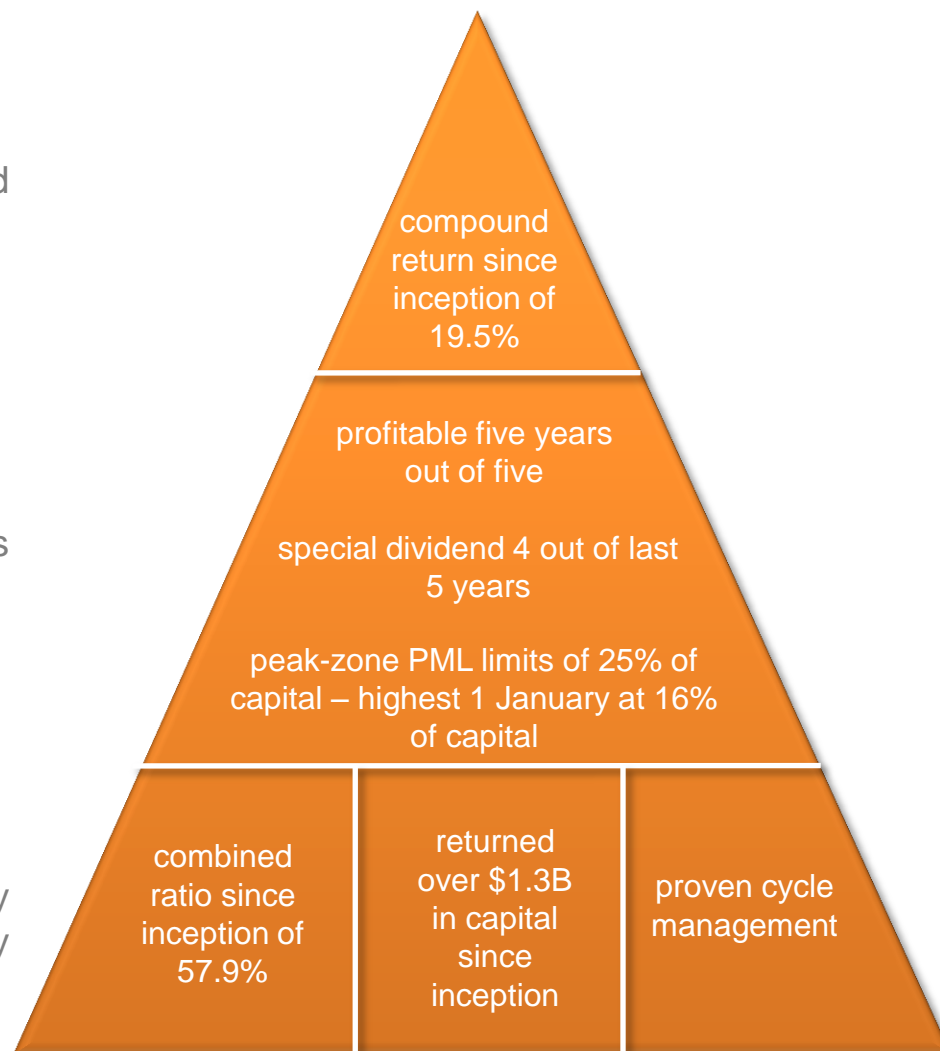 compound
return since
inception of
19.5%
profitable five years
out of five
special dividend 4 out of last
5 years
peak-zone PML limits of 25% of
capital – highest 1 January at 16%
of capital
combined
ratio since
inception of
57.9%
returned
over $1.3B
in capital
since
inception
proven cycle
management